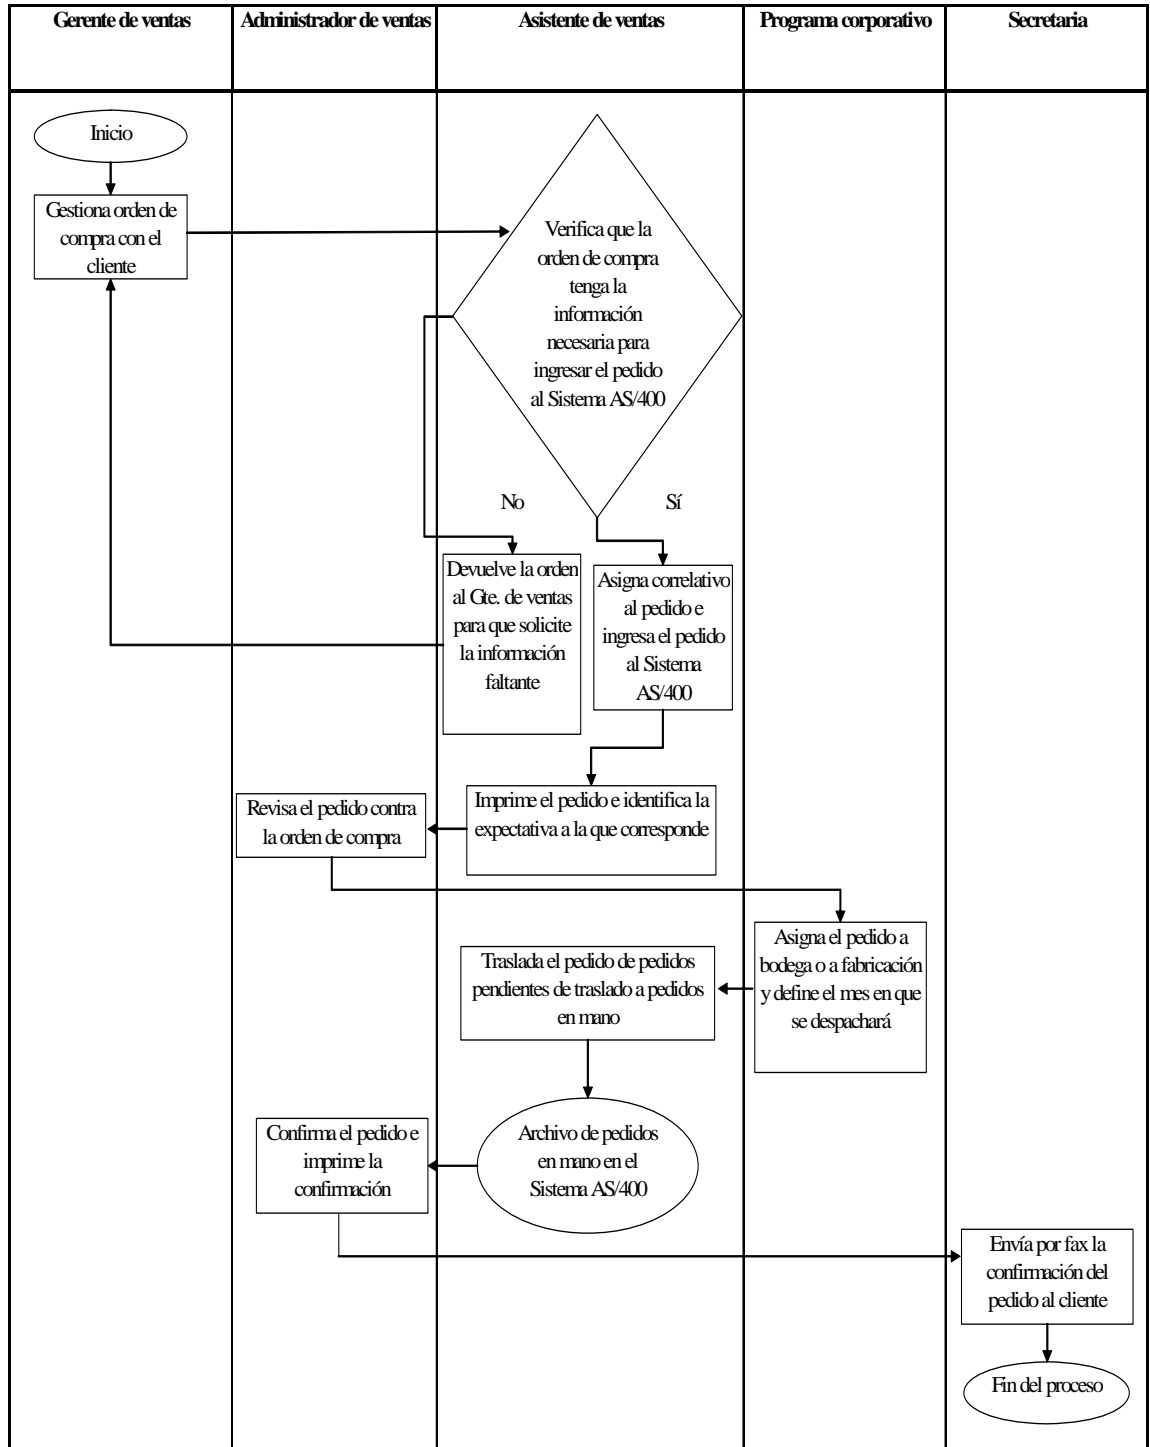 Gerente de ventas
Administrador de ventas
Asistente de ventas
Programa corporativo
Secretaria
Inicio
Gestiona orden de
compra con el
cliente
Verifica que la
orden de compra
tenga la
información
necesaria para
ingresar el pedido
al Sistema AS/400
No
Sí
Devuelve la orden
al Gte. de ventas
para que solicite
la información
faltante
Asigna correlativo
al pedido e
ingresa el pedido
al Sistema
AS/400
Imprime el pedido e identifica la
expectativa a la que corresponde
Revisa el pedido contra
la orden de compra
Asigna el pedido a
bodega o a fabricación
y define el mes en que
se despachará
Traslada el pedido de pedidos
pendientes de traslado a pedidos
en mano
Archivo de pedidos
en mano en el
Sistema AS/400
Confirma el pedido e
imprime la
confirmación
Envía por fax la
confirmación del
pedido al cliente
Fin del proceso